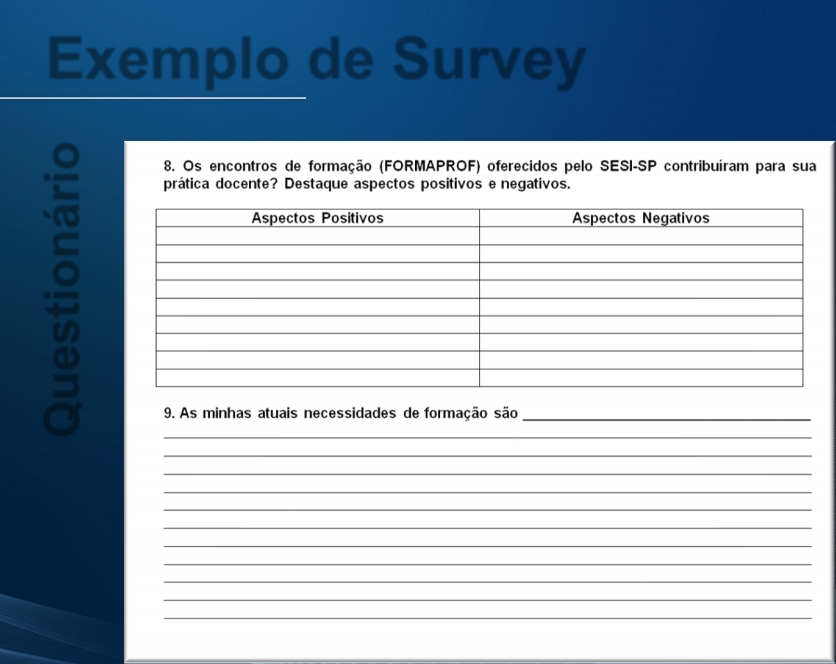 Exemplo de Survey
Questionário
8. Os encontros de formação (FORMAPROF) oferecidos pelo SESI-SP contribuíram para sua
prática docente? Destaque aspectos positivos e negativos.
Aspectos Positivos
Aspectos Negativos
9. As minhas atuais necessidades de formação são